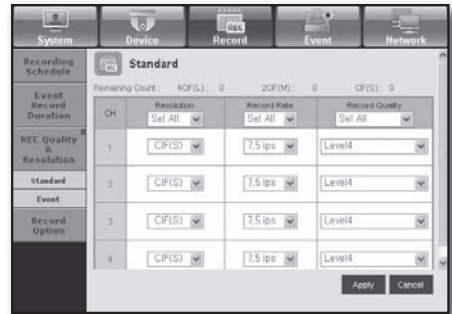 System Device Record Event Network
REC
Recording
Schedule
Event
Record
Duration
REC Quality
&
Resolution
Standard
Event
Record
Option
Standard
Remaining Count : 4CIF(L) : 0 2CIF(M) : 0 CIF(S) : 0
CH Resolution Record Rate Record Quality
Sel All Sel All Sel All
1 CIF(S) 7,5 ips Level4
2 CIF(S) 7,5 ips Level4
3 CIF(S) 7,5 ips Level4
4 CIF(S) 7,5 ips Level4
Apply Cancel